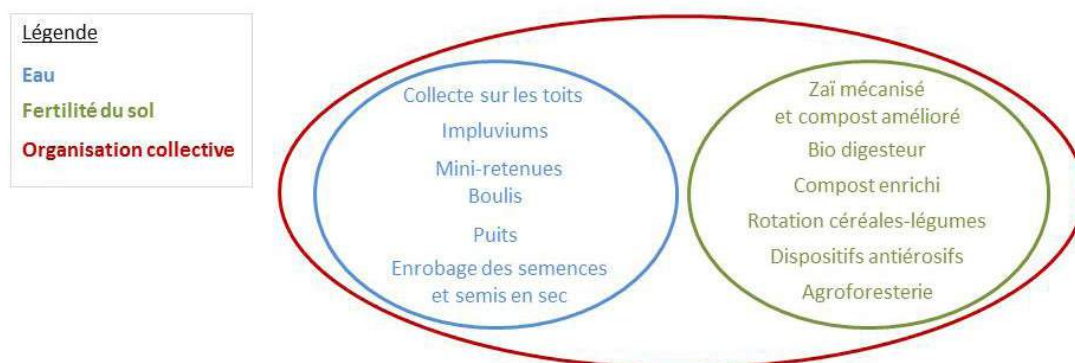 Légende
Eau
Fertilité du sol
Organisation collective
Collecte sur les toits
Impluviums
Mini-retenues
Boulis
Puits
Enrobage des semences
et semis en sec
Zaï mécanisé
et compost amélioré
Bio digesteur
Compost enrichi
Rotation céréales-légumes
Dispositifs antiérosifs
Agroforesterie